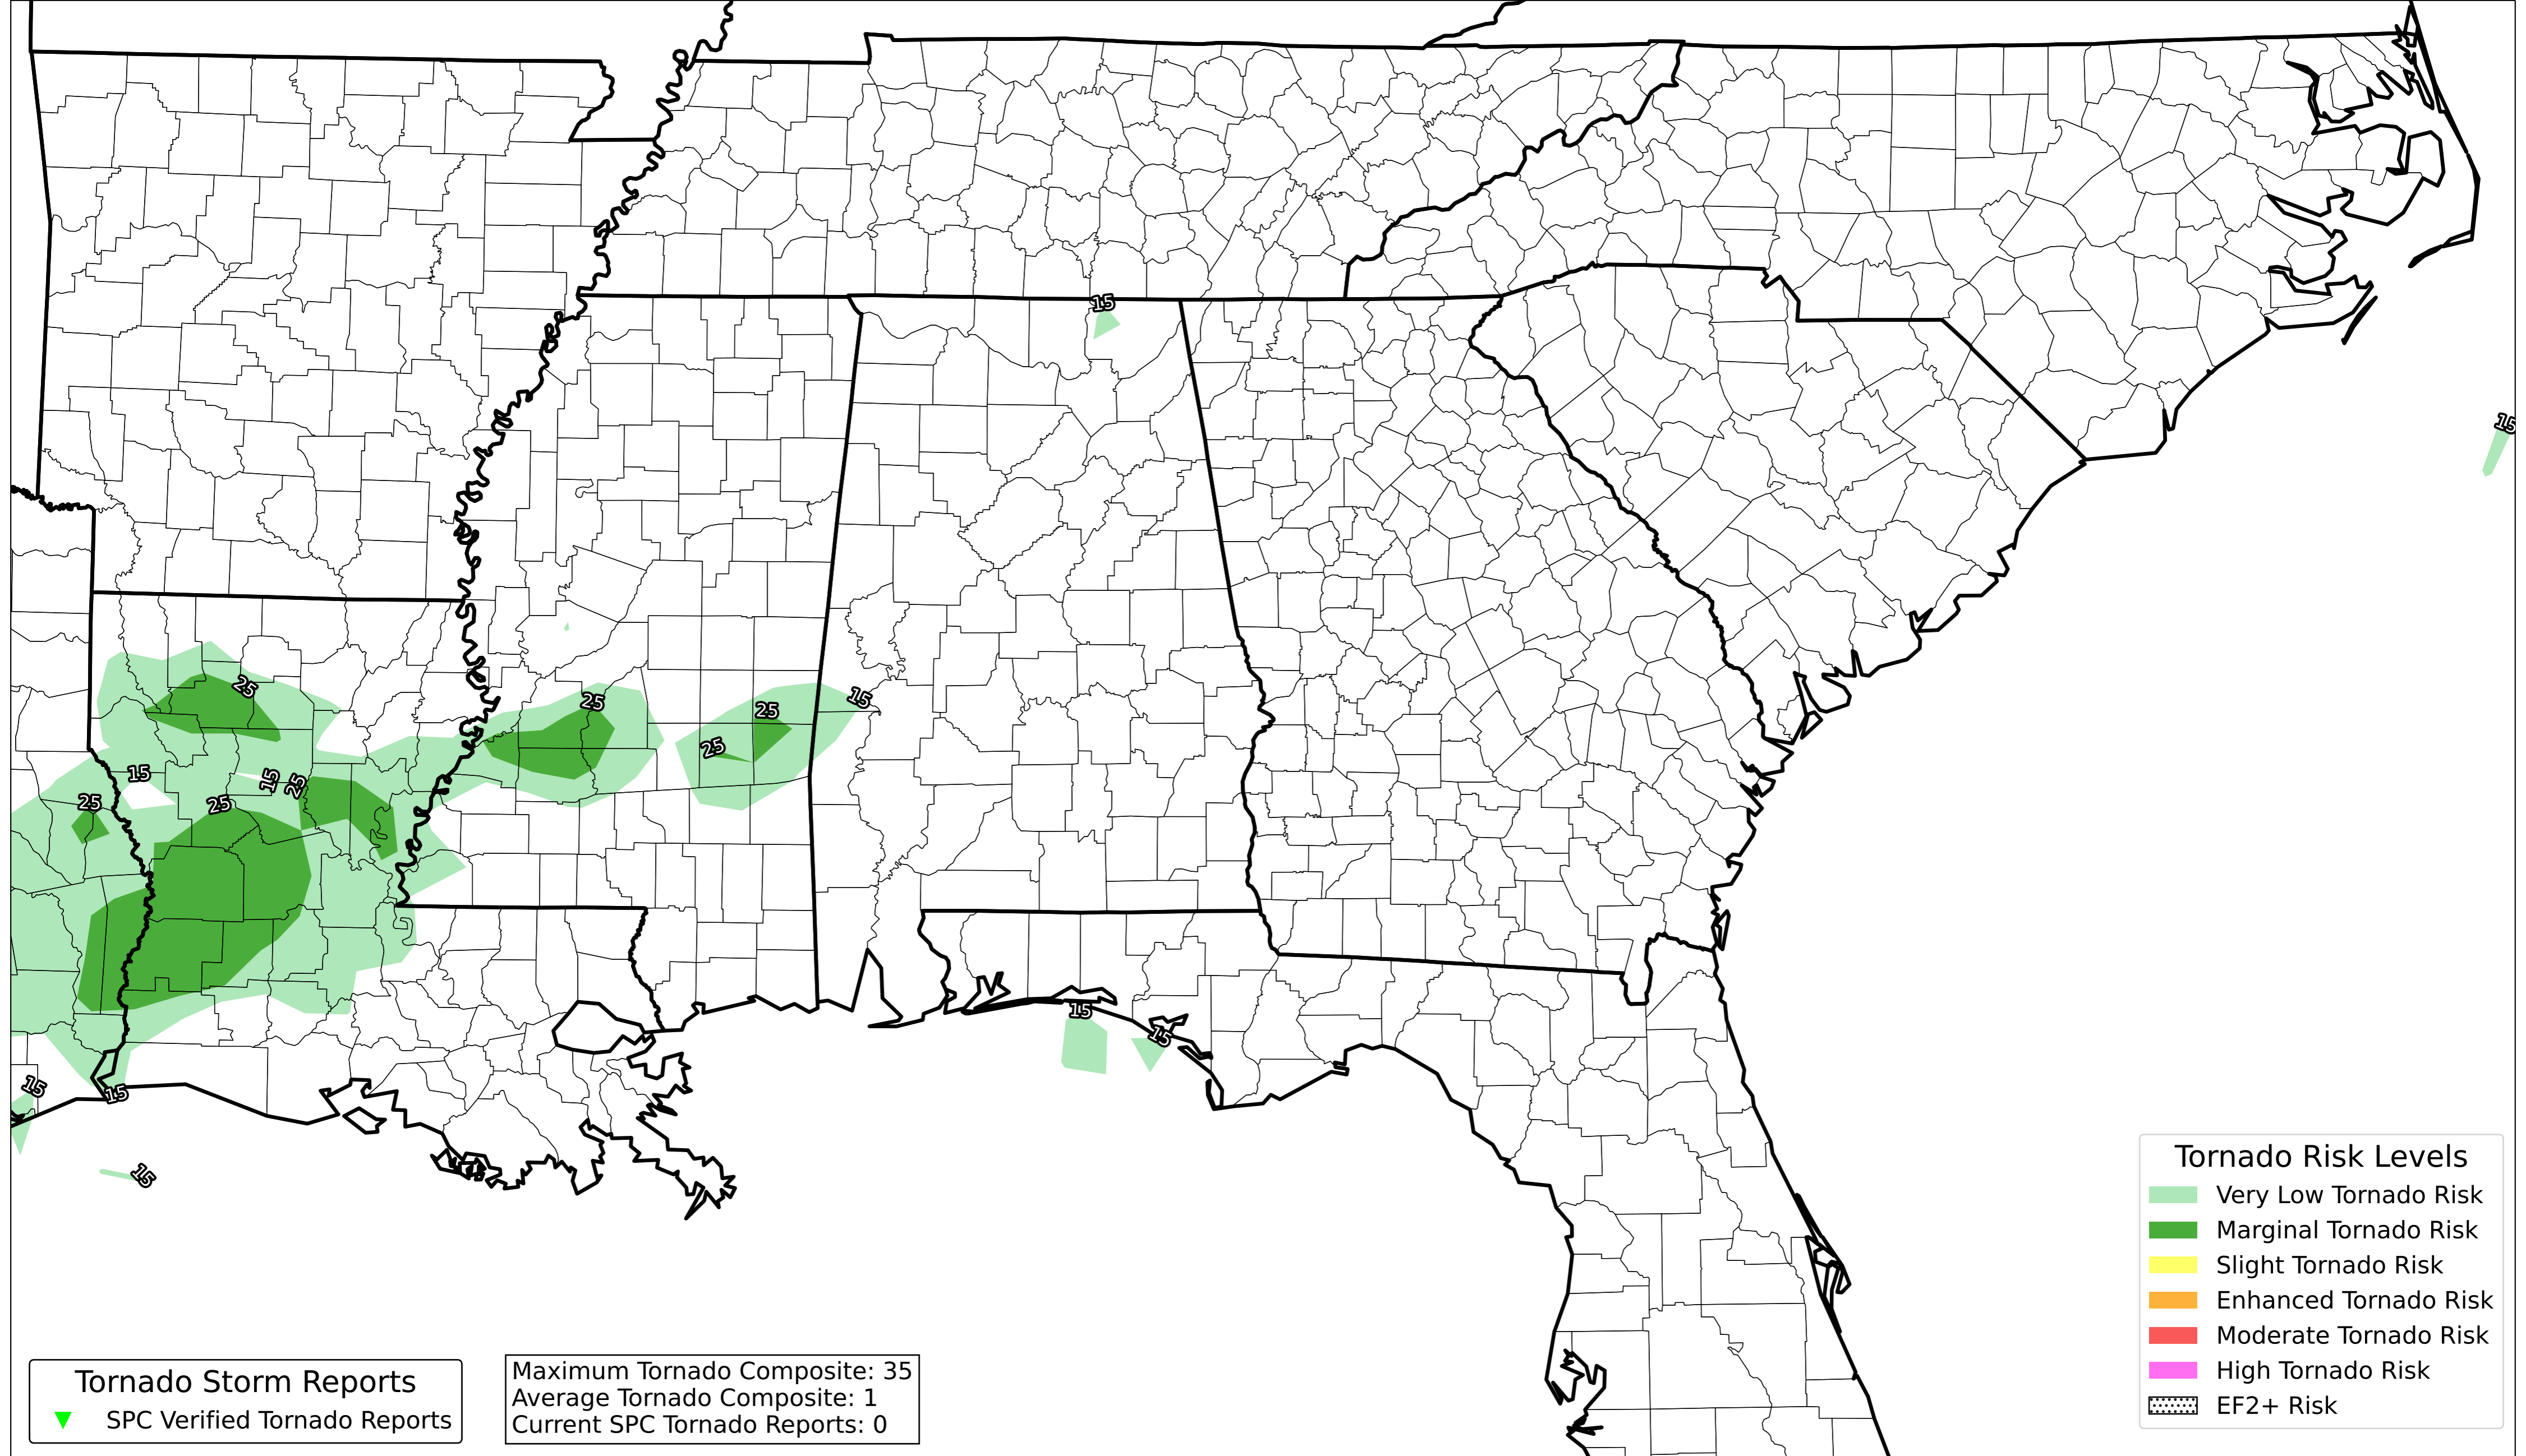 15
15
25
25
15
25
25
15
15
25
25
25
15
15
15
15
15
Tornado Risk Levels
Very Low Tornado Risk
Marginal Tornado Risk
Slight Tornado Risk
Enhanced Tornado Risk
Moderate Tornado Risk
High Tornado Risk
EF2+ Risk
Tornado Storm Reports
SPC Verified Tornado Reports
Maximum Tornado Composite: 35
Average Tornado Composite: 1
Current SPC Tornado Reports: 0
15